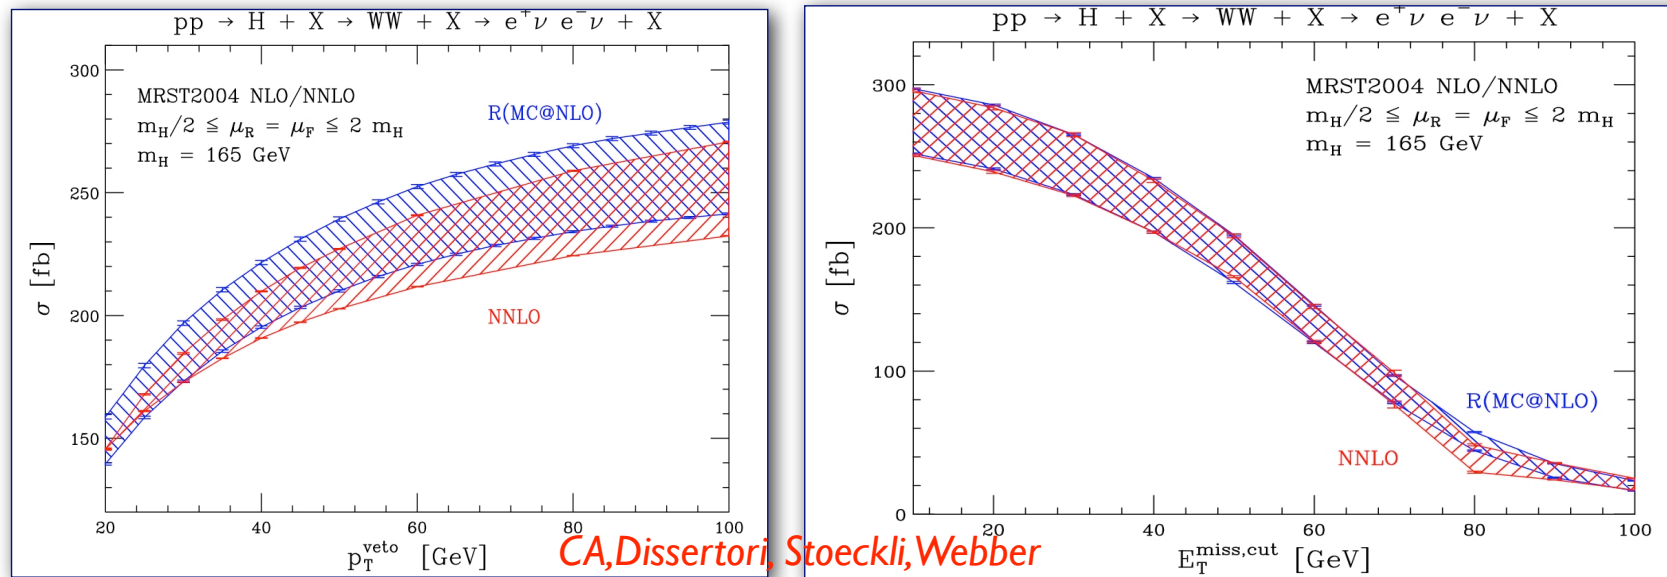 pp → H + X → WW + X → e⁺ν e⁻ν + X
300
250
200
150
σ [fb]
MRST2004 NLO/NNLO
m_H/2 ≦ μ_R = μ_F ≦ 2 m_H
m_H = 165 GeV
R(MC@NLO)
NNLO
20 40 60 80 100
p_T^veto [GeV]
pp → H + X → WW + X → e⁺ν e⁻ν + X
300
200
100
0
σ [fb]
MRST2004 NLO/NNLO
m_H/2 ≦ μ_R = μ_F ≦ 2 m_H
m_H = 165 GeV
R(MC@NLO)
NNLO
20 40 60 80 100
E_T^miss,cut [GeV]
CA,Dissertori, Stoeckli,Webber